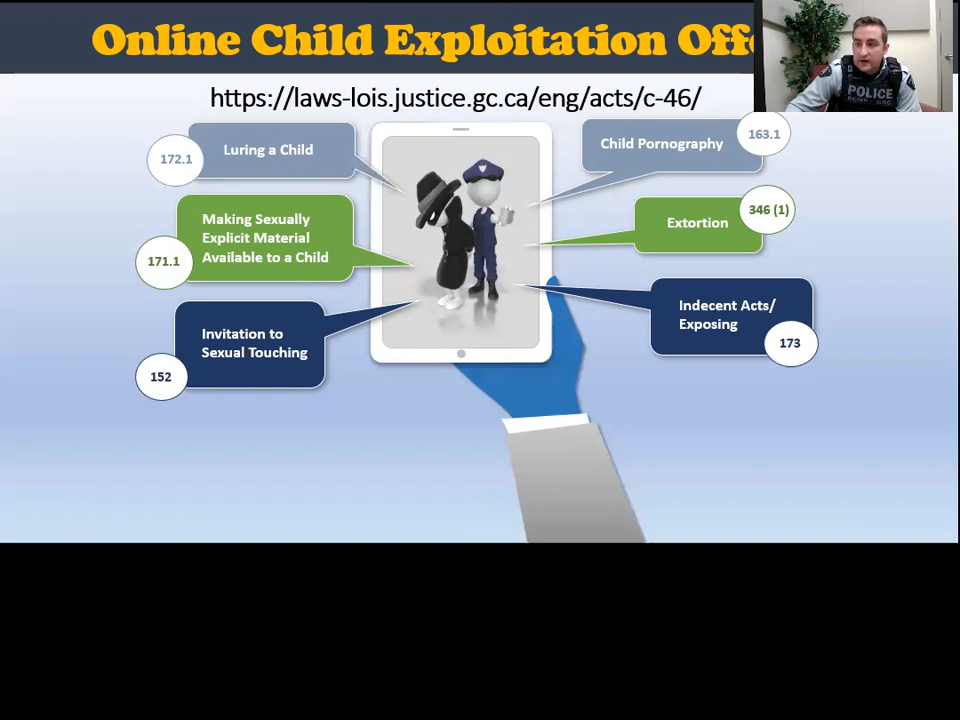 Online Child Exploitation Off
https://laws-lois.justice.gc.ca/eng/acts/c-46/
POLICE
172.1
Luring a Child
Child Pornography
163.1
171.1
Making Sexually
Explicit Material
Available to a Child
Extortion
346 (1)
152
Invitation to
Sexual Touching
Indecent Acts/
Exposing
173